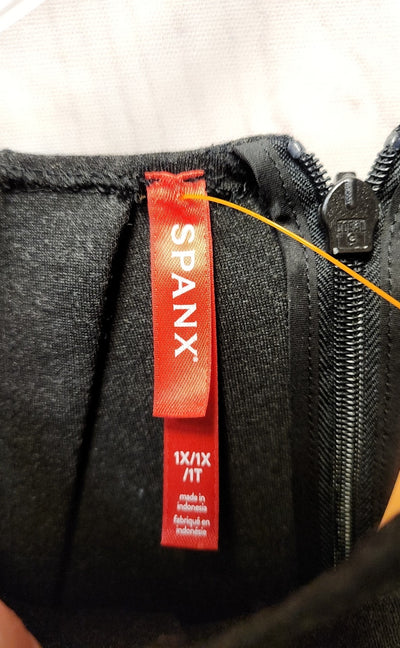 SPANX®
1X/1X
/1T
made in
indonesia
fabriqué en
indonésie